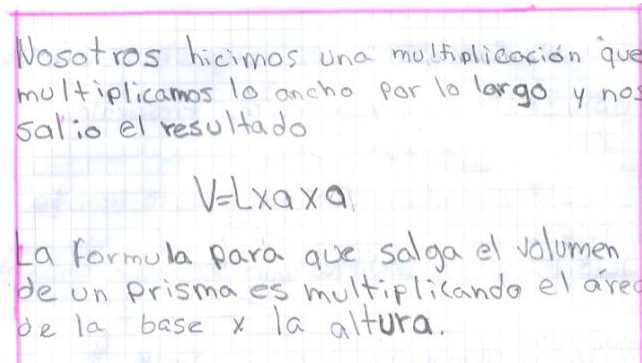 Nosotros hicimos una multiplicación que
multiplicamos lo ancho por lo largo y nos
salio el resultado
V=Lxaxa
La formula para que salga el volumen
de un prisma es multiplicando el área
de la base x la altura.